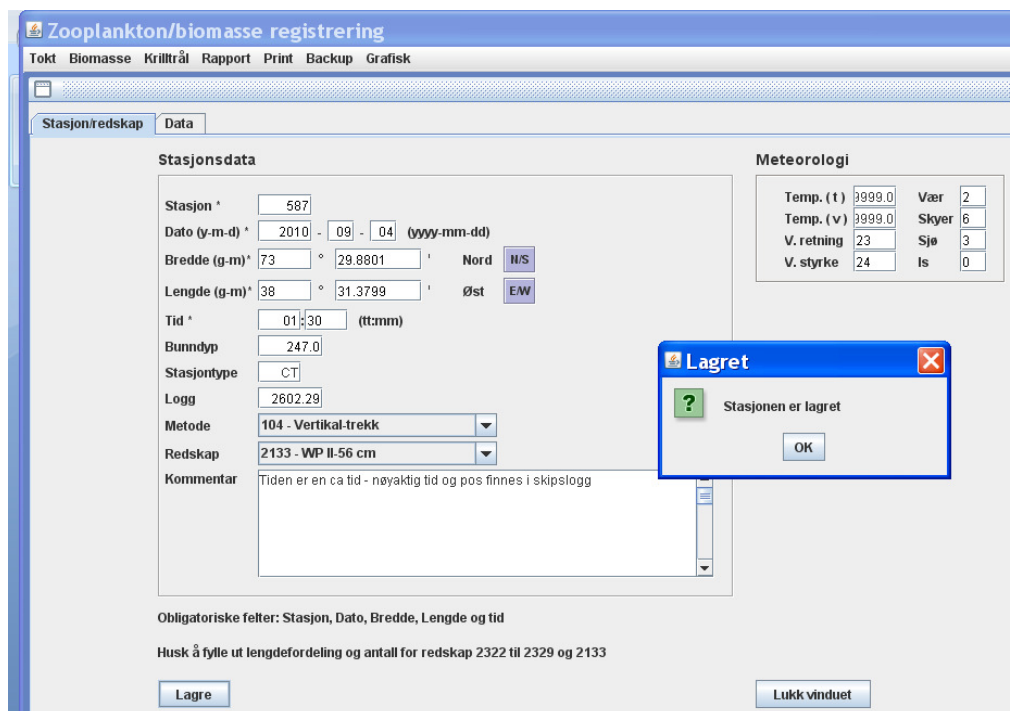 Zooplankton/biomasse registrering
Tokt Biomasse Krilltrål Rapport Print Backup Grafisk
Stasjon/redskap Data
Stasjonsdata
Stasjon * 587
Dato (y-m-d) * 2010 - 09 - 04 (yyyy-mm-dd)
Bredde (g-m)* 73 ° 29.8801 ' Nord N/S
Lengde (g-m)* 38 ° 31.3799 ' Øst E/W
Tid * 01:30 (tt:mm)
Bunndyp 247.0
Stasjontype CT
Logg 2602.29
Metode 104 - Vertikal-trekk
Redskap 2133 - WP II-56 cm
Kommentar Tiden er en ca tid - nøyaktig tid og pos finnes i skipslogg
Meteorologi
Temp. ( t ) 9999.0 Vær 2
Temp. ( v ) 9999.0 Skyer 6
V. retning 23 Sjø 3
V. styrke 24 Is 0
Lagret
? Stasjonen er lagret
OK
Obligatoriske felter: Stasjon, Dato, Bredde, Lengde og tid
Husk å fylle ut lengdefordeling og antall for redskap 2322 til 2329 og 2133
Lagre Lukk vinduet